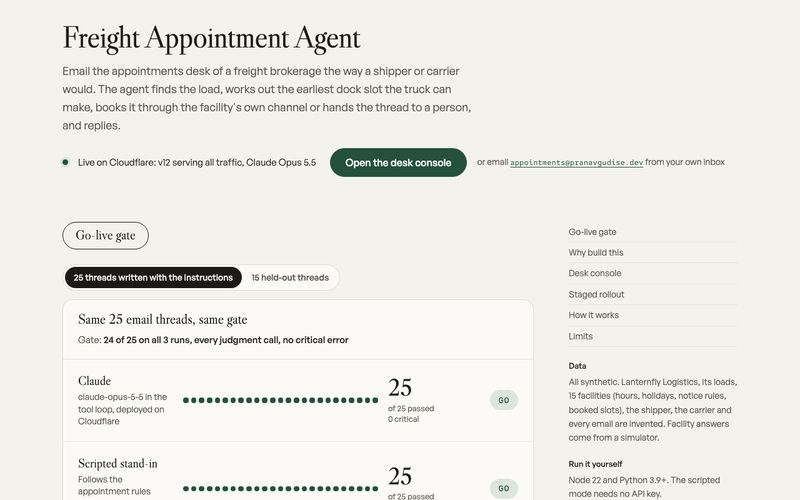 Freight Appointment Agent
Email the appointments desk of a freight brokerage the way a shipper or carrier
would. The agent finds the load, works out the earliest dock slot the truck can
make, books it through the facility's own channel or hands the thread to a person,
and replies.
Live on Cloudflare: v12 serving all traffic, Claude Opus 5.5
Open the desk console
or email appointments@pranavgudise.dev from your own inbox
Go-live gate
25 threads written with the instructions
15 held-out threads
Same 25 email threads, same gate
Gate: 24 of 25 on all 3 runs, every judgment call, no critical error
Claude
claude-opus-5-5 in the
tool loop, deployed on
Cloudflare
25
of 25 passed
0 critical
GO
Scripted stand-in
Follows the
appointment rules
25
of 25 passed
GO
Go-live gate
Why build this
Desk console
Staged rollout
How it works
Limits
Data
All synthetic. Lanternfly Logistics, its loads,
15 facilities (hours, holidays, notice rules,
booked slots), the shipper, the carrier and
every email are invented. Facility answers
come from a simulator.
Run it yourself
Node 22 and Python 3.9+. The scripted
mode needs no API key.